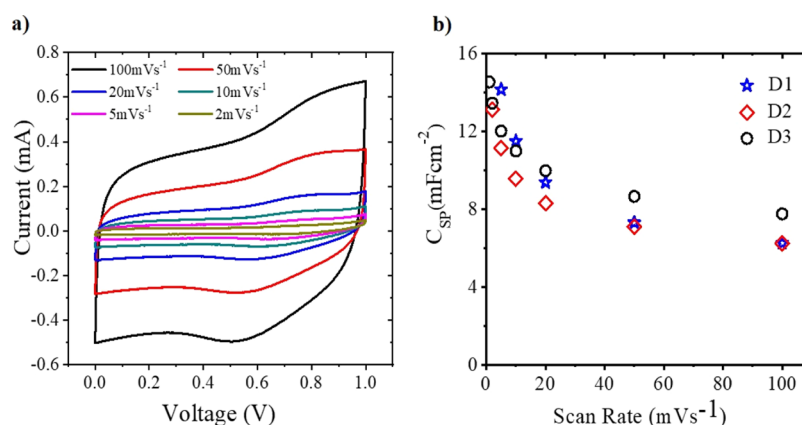 a)
0.8
0.6
0.4
0.2
0.0
-0.2
-0.4
-0.6
Current (mA)
100mVs⁻¹ 50mVs⁻¹
20mVs⁻¹ 10mVs⁻¹
5mVs⁻¹ 2mVs⁻¹
0.0 0.2 0.4 0.6 0.8 1.0
Voltage (V)
b)
16
12
8
4
0
C_SP(mFcm⁻²)
D1
D2
D3
0 20 40 60 80 100
Scan Rate (mVs⁻¹)